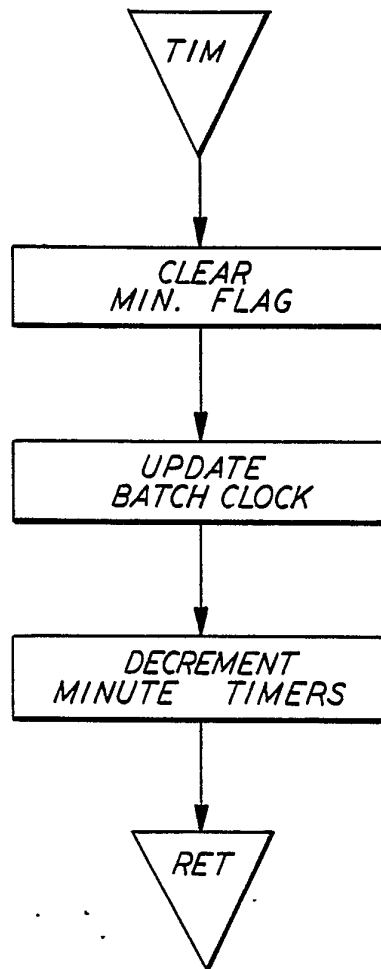 TIM
CLEAR
MIN. FLAG
UPDATE
BATCH CLOCK
DECREMENT
MINUTE TIMERS
RET